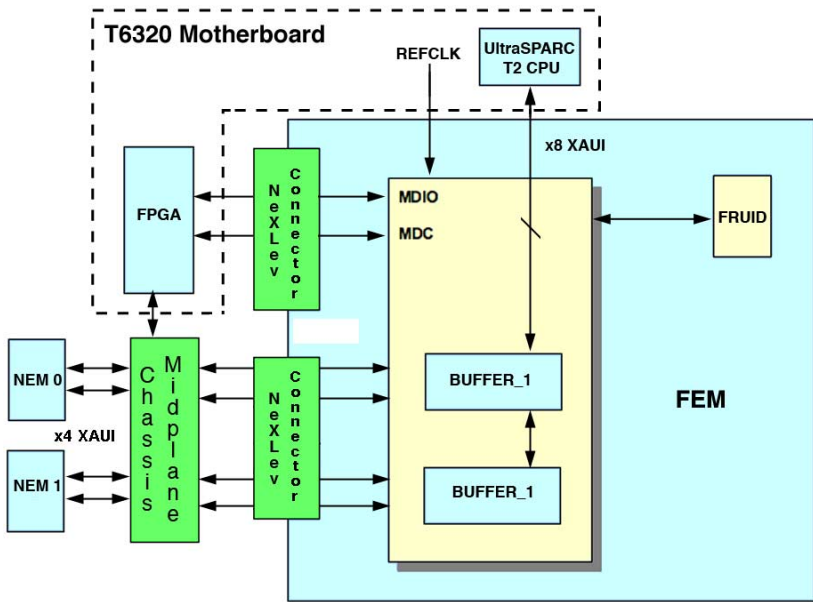 T6320 Motherboard
REFCLK
UltraSPARC
T2 CPU
x8 XAUI
FPGA
NeXLev
Connector
MDIO
MDC
FRUID
NEM 0
x4 XAUI
NEM 1
Chassis
Midplane
NeXLev
Connector
BUFFER_1
BUFFER_1
FEM